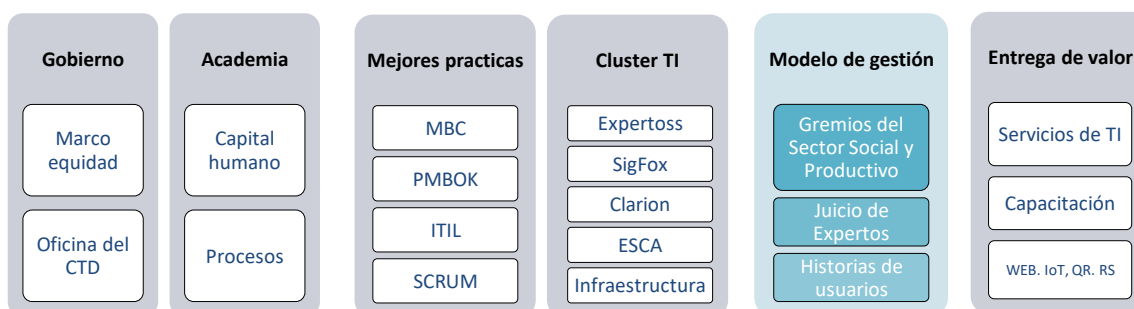 Gobierno
Marco
equidad
Oficina del
CTD
Academia
Capital
humano
Procesos
Mejores practicas
MBC
PMBOK
ITIL
SCRUM
Cluster TI
Expertoss
SigFox
Clarion
ESCA
Infraestructura
Modelo de gestión
Gremios del
Sector Social y
Productivo
Juicio de
Expertos
Historias de
usuarios
Entrega de valor
Servicios de TI
Capacitación
WEB. IoT, QR. RS